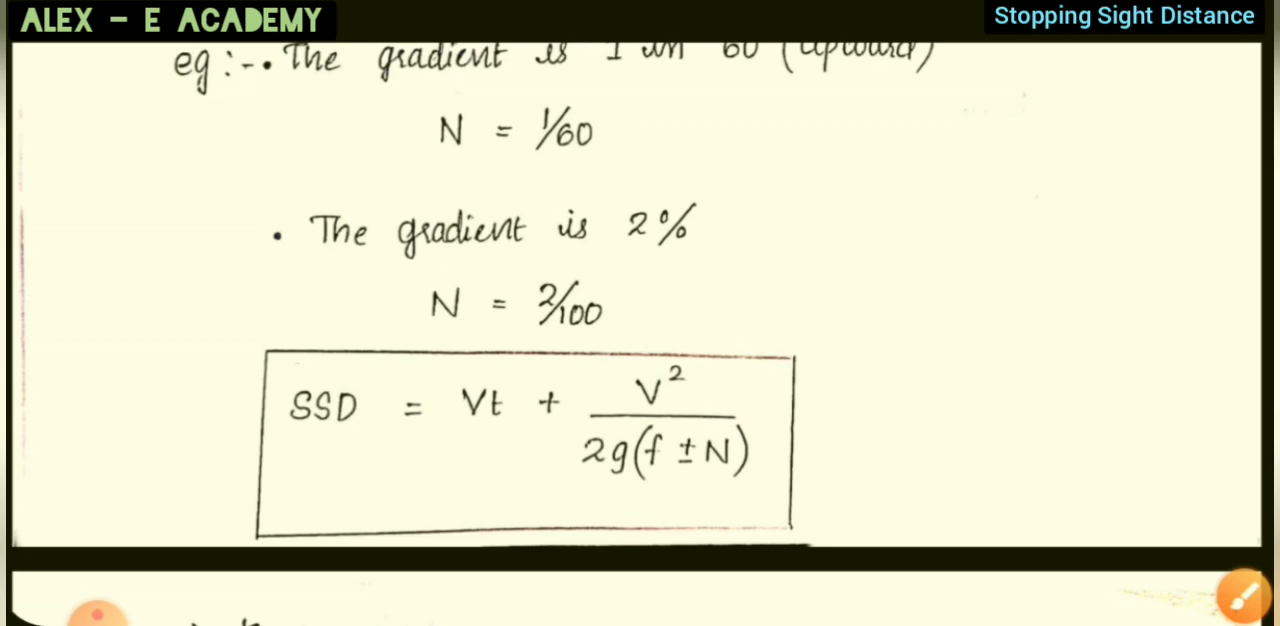 ALEX - E ACADEMY
Stopping Sight Distance
eg :-. The gradient is 1 in 60 (upward)
N = 1/60
. The gradient is 2%
N = 2/100
SSD = Vt + V² / 2g(f ± N)